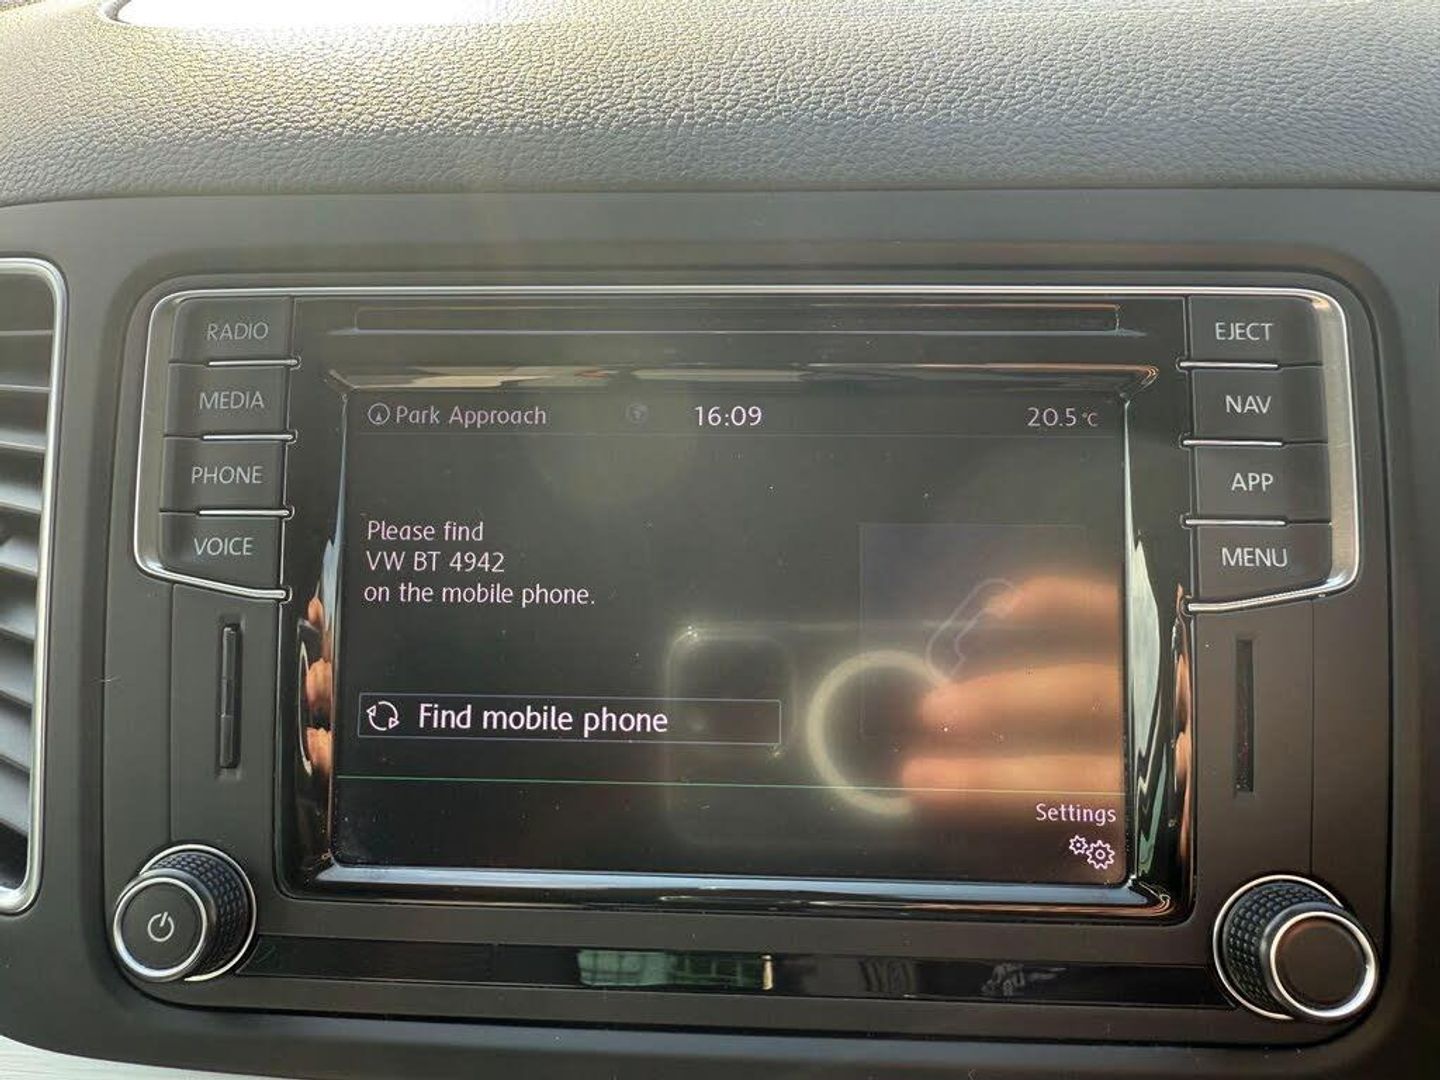 RADIO
MEDIA
PHONE
VOICE
EJECT
NAV
APP
MENU
Park Approach
16:09
20.5°C
Please find
VW BT 4942
on the mobile phone.
Find mobile phone
Settings